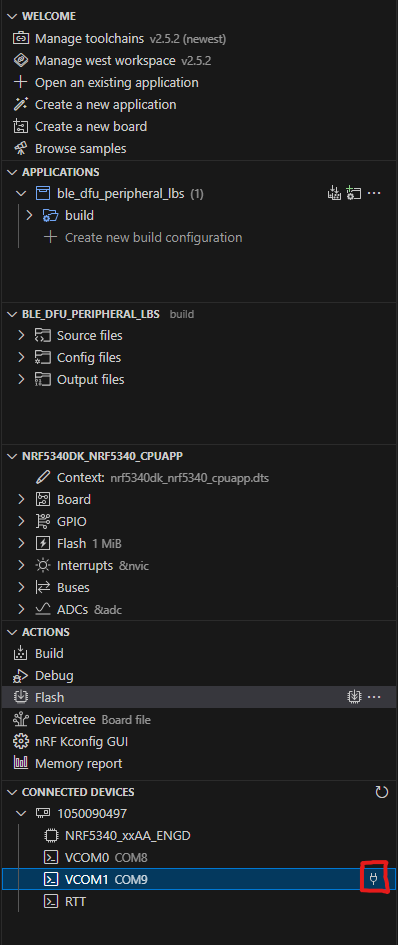 WELCOME
Manage toolchains v2.5.2 (newest)
Manage west workspace v2.5.2
Open an existing application
Create a new application
Create a new board
Browse samples
APPLICATIONS
ble_dfu_peripheral_lbs (1)
build
Create new build configuration
BLE_DFU_PERIPHERAL_LBS build
Source files
Config files
Output files
NRF5340DK_NRF5340_CPUAPP
Context: nrf5340dk_nrf5340_cpuapp.dts
Board
GPIO
Flash 1 MiB
Interrupts &nvic
Buses
ADCs &adc
ACTIONS
Build
Debug
Flash
Devicetree Board file
nRF Kconfig GUI
Memory report
CONNECTED DEVICES
1050090497
NRF5340_xxAA_ENGD
VCOM0 COM8
VCOM1 COM9
RTT